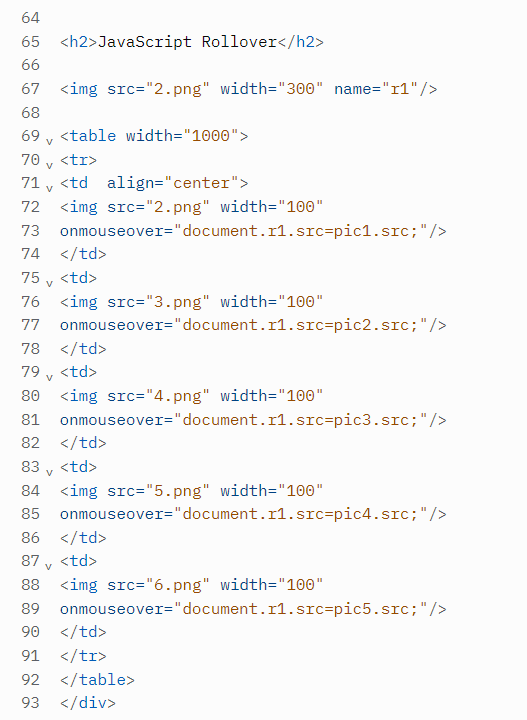 64
65 <h2>JavaScript Rollover</h2>
66
67 <img src="2.png" width="300" name="r1"/>
68
69 v <table width="1000">
70 v <tr>
71 v <td  align="center">
72 <img src="2.png" width="100"
73 onmouseover="document.r1.src=pic1.src;"/>
74 </td>
75 v <td>
76 <img src="3.png" width="100"
77 onmouseover="document.r1.src=pic2.src;"/>
78 </td>
79 v <td>
80 <img src="4.png" width="100"
81 onmouseover="document.r1.src=pic3.src;"/>
82 </td>
83 v <td>
84 <img src="5.png" width="100"
85 onmouseover="document.r1.src=pic4.src;"/>
86 </td>
87 v <td>
88 <img src="6.png" width="100"
89 onmouseover="document.r1.src=pic5.src;"/>
90 </td>
91 </tr>
92 </table>
93 </div>